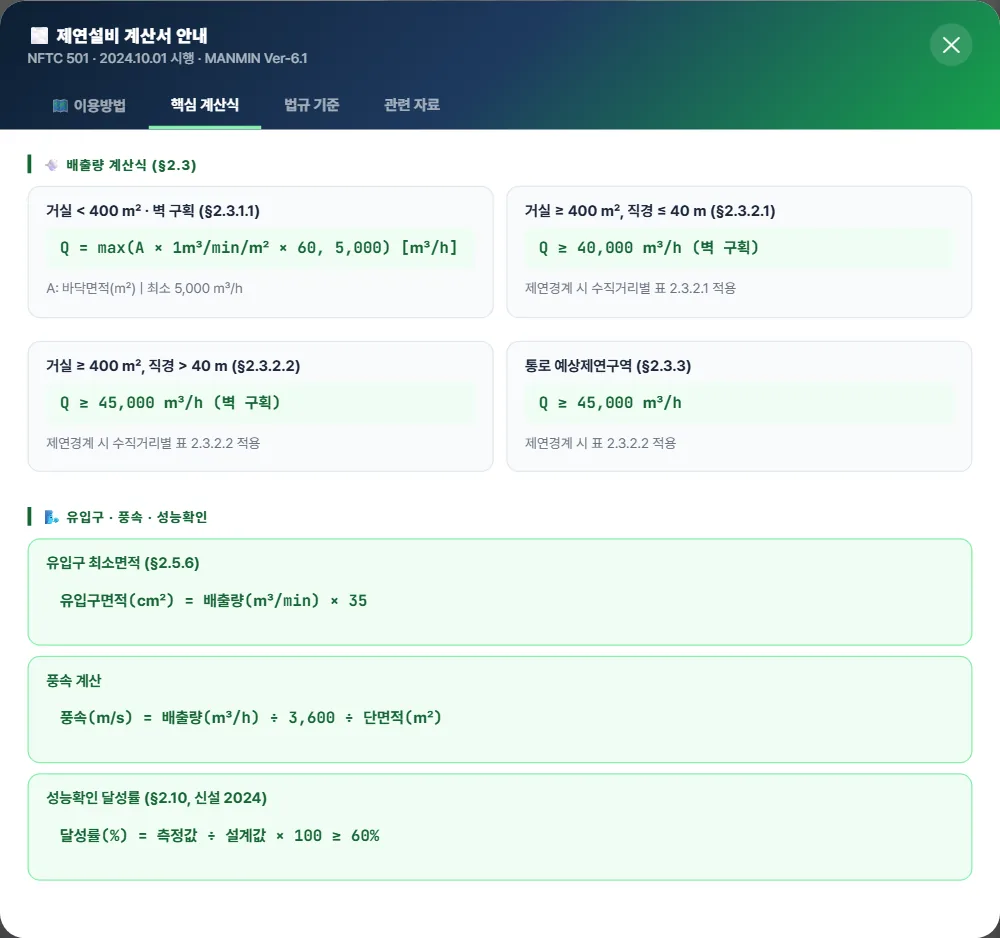 제연설비 계산서 안내
NFTC 501 · 2024.10.01 시행 · MANMIN Ver-6.1
이용방법
핵심 계산식
법규 기준
관련 자료
배출량 계산식 (§2.3)
거실 < 400 m² · 벽 구획 (§2.3.1.1)
Q = max(A × 1m³/min/m² × 60, 5,000) [m³/h]
A: 바닥면적(m²) | 최소 5,000 m³/h
거실 ≥ 400 m², 직경 ≤ 40 m (§2.3.2.1)
Q ≥ 40,000 m³/h (벽 구획)
제연경계 시 수직거리별 표 2.3.2.1 적용
거실 ≥ 400 m², 직경 > 40 m (§2.3.2.2)
Q ≥ 45,000 m³/h (벽 구획)
제연경계 시 수직거리별 표 2.3.2.2 적용
통로 예상제연구역 (§2.3.3)
Q ≥ 45,000 m³/h
제연경계 시 표 2.3.2.2 적용
유입구 · 풍속 · 성능확인
유입구 최소면적 (§2.5.6)
유입구면적(cm²) = 배출량(m³/min) × 35
풍속 계산
풍속(m/s) = 배출량(m³/h) ÷ 3,600 ÷ 단면적(m²)
성능확인 달성률 (§2.10, 신설 2024)
달성률(%) = 측정값 ÷ 설계값 × 100 ≥ 60%